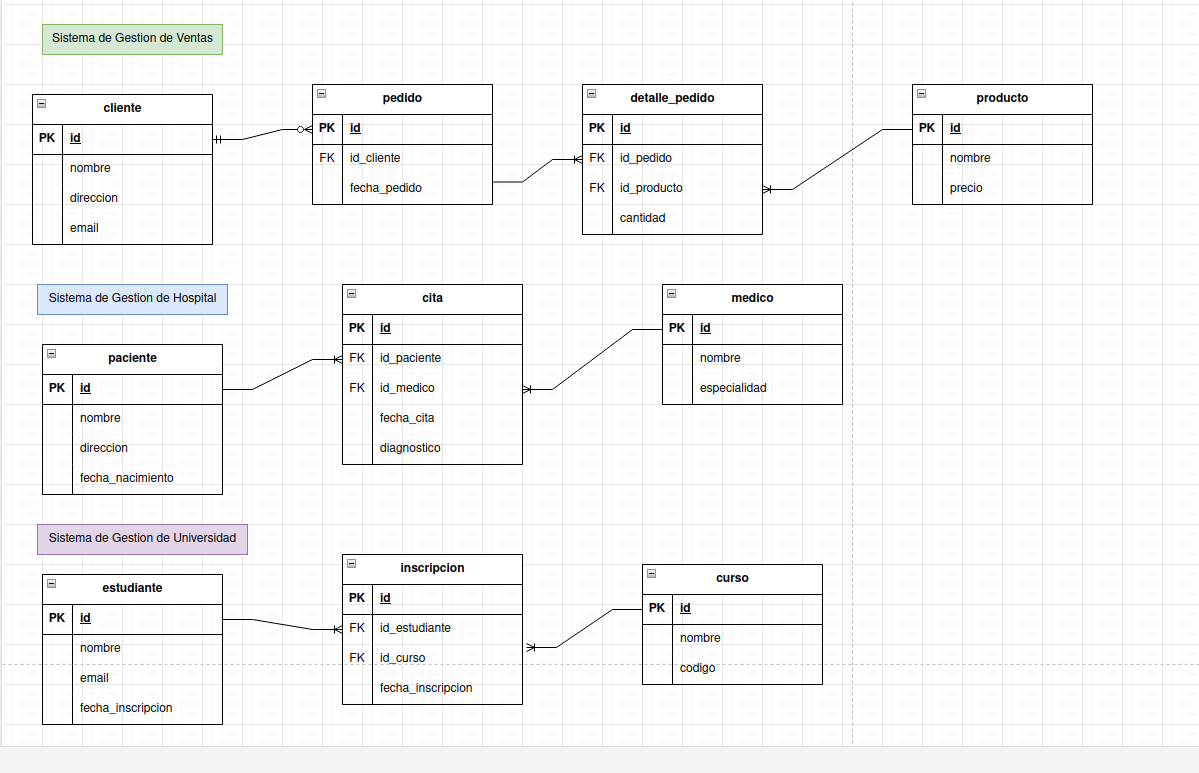 Sistema de Gestion de Ventas
cliente
PK id
nombre
direccion
email
pedido
PK id
FK id_cliente
fecha_pedido
detalle_pedido
PK id
FK id_pedido
FK id_producto
cantidad
producto
PK id
nombre
precio
Sistema de Gestion de Hospital
paciente
PK id
nombre
direccion
fecha_nacimiento
cita
PK id
FK id_paciente
FK id_medico
fecha_cita
diagnostico
medico
PK id
nombre
especialidad
Sistema de Gestion de Universidad
estudiante
PK id
nombre
email
fecha_inscripcion
inscripcion
PK id
FK id_estudiante
FK id_curso
fecha_inscripcion
curso
PK id
nombre
codigo